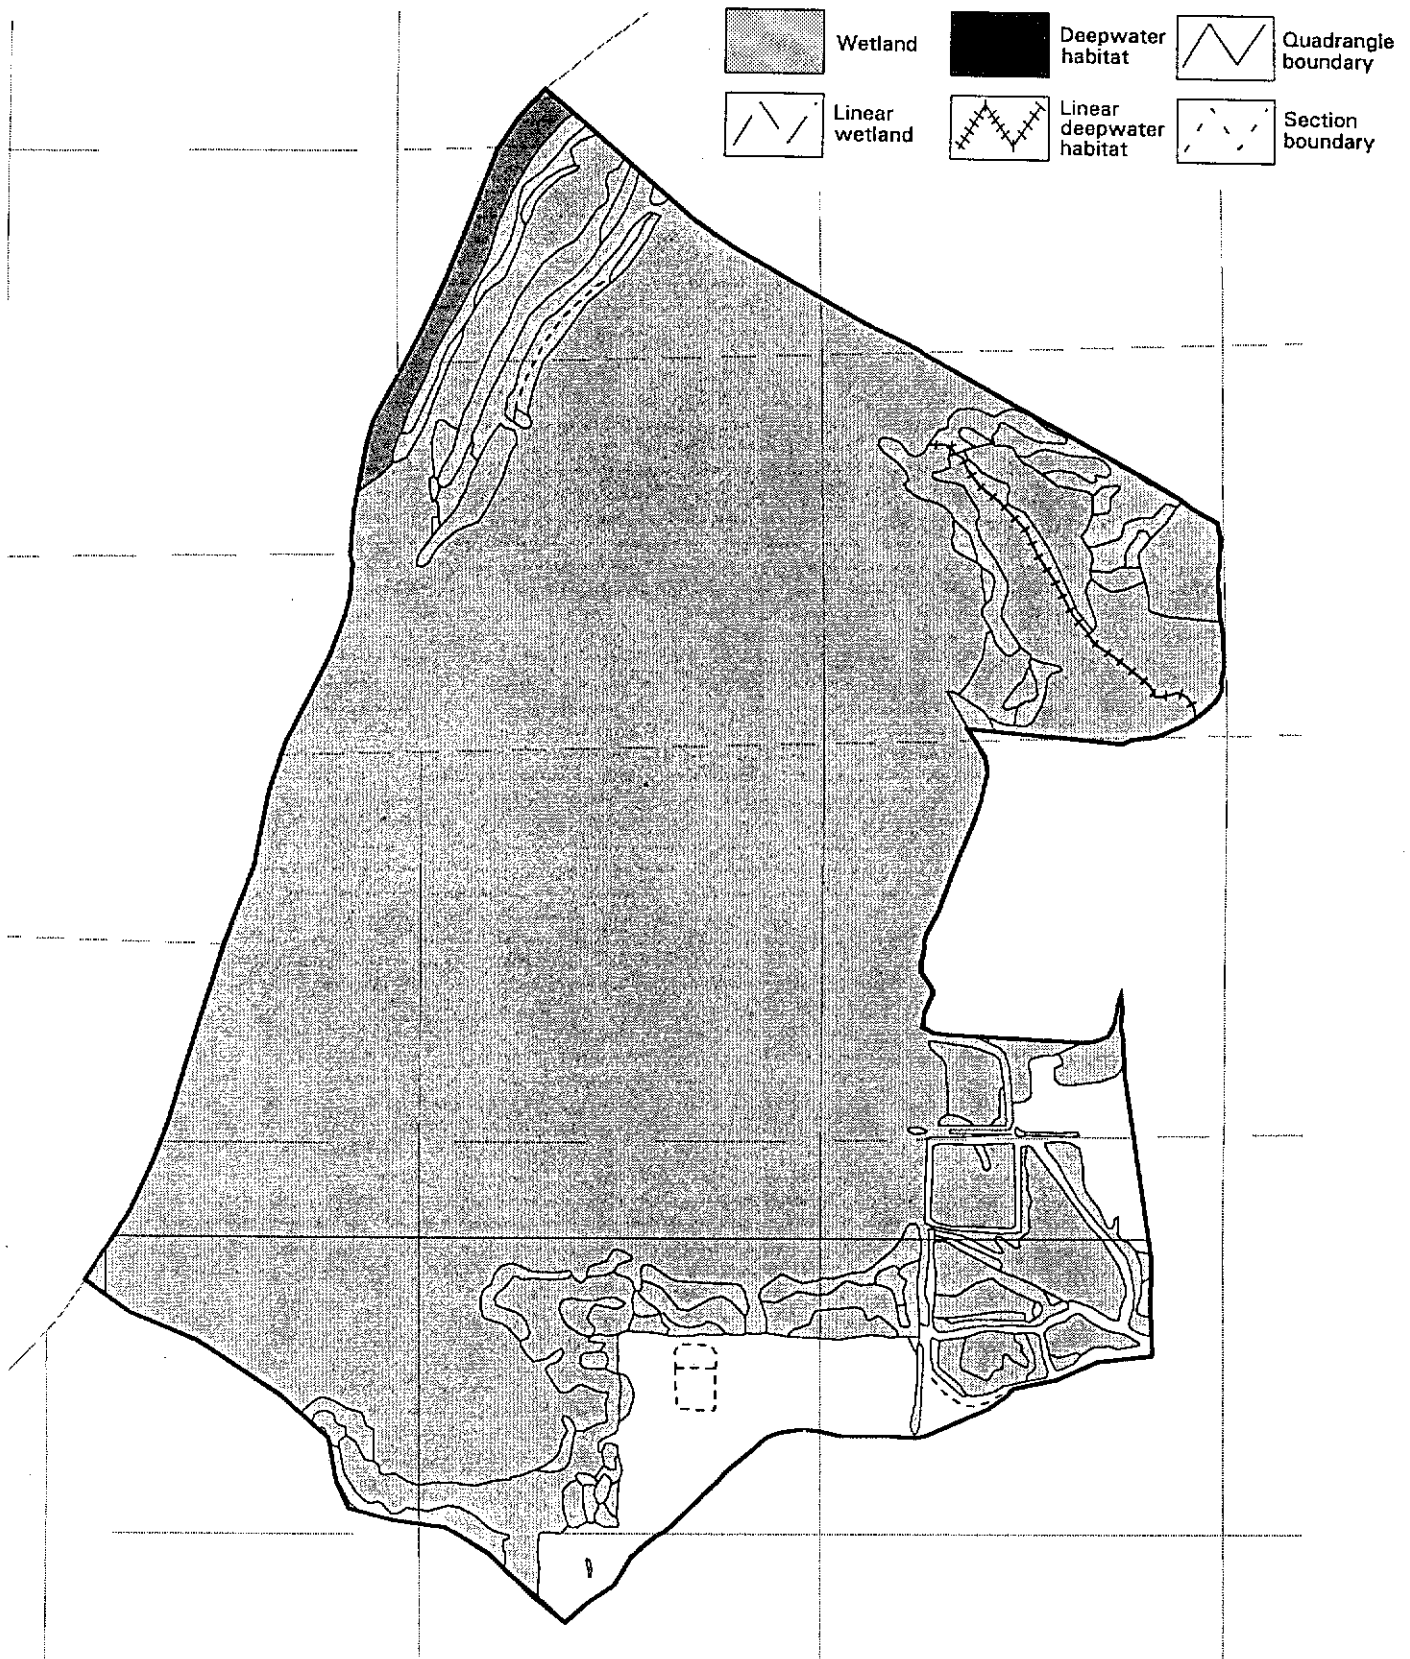 Wetland
Deepwater
habitat
Quadrangle
boundary
Linear
wetland
Linear
deepwater
habitat
Section
boundary